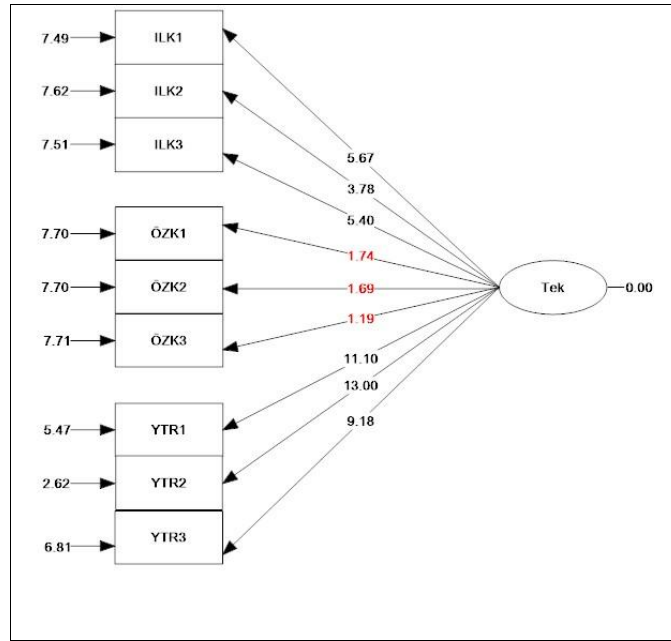 7.49 ILK1
7.62 ILK2
7.51 ILK3
5.67
3.78
5.40
7.70 ÖZK1
1.74
7.70 ÖZK2
1.69
Tek 0.00
7.71 ÖZK3
1.19
11.10
13.00
9.18
5.47 YTR1
2.62 YTR2
6.81 YTR3